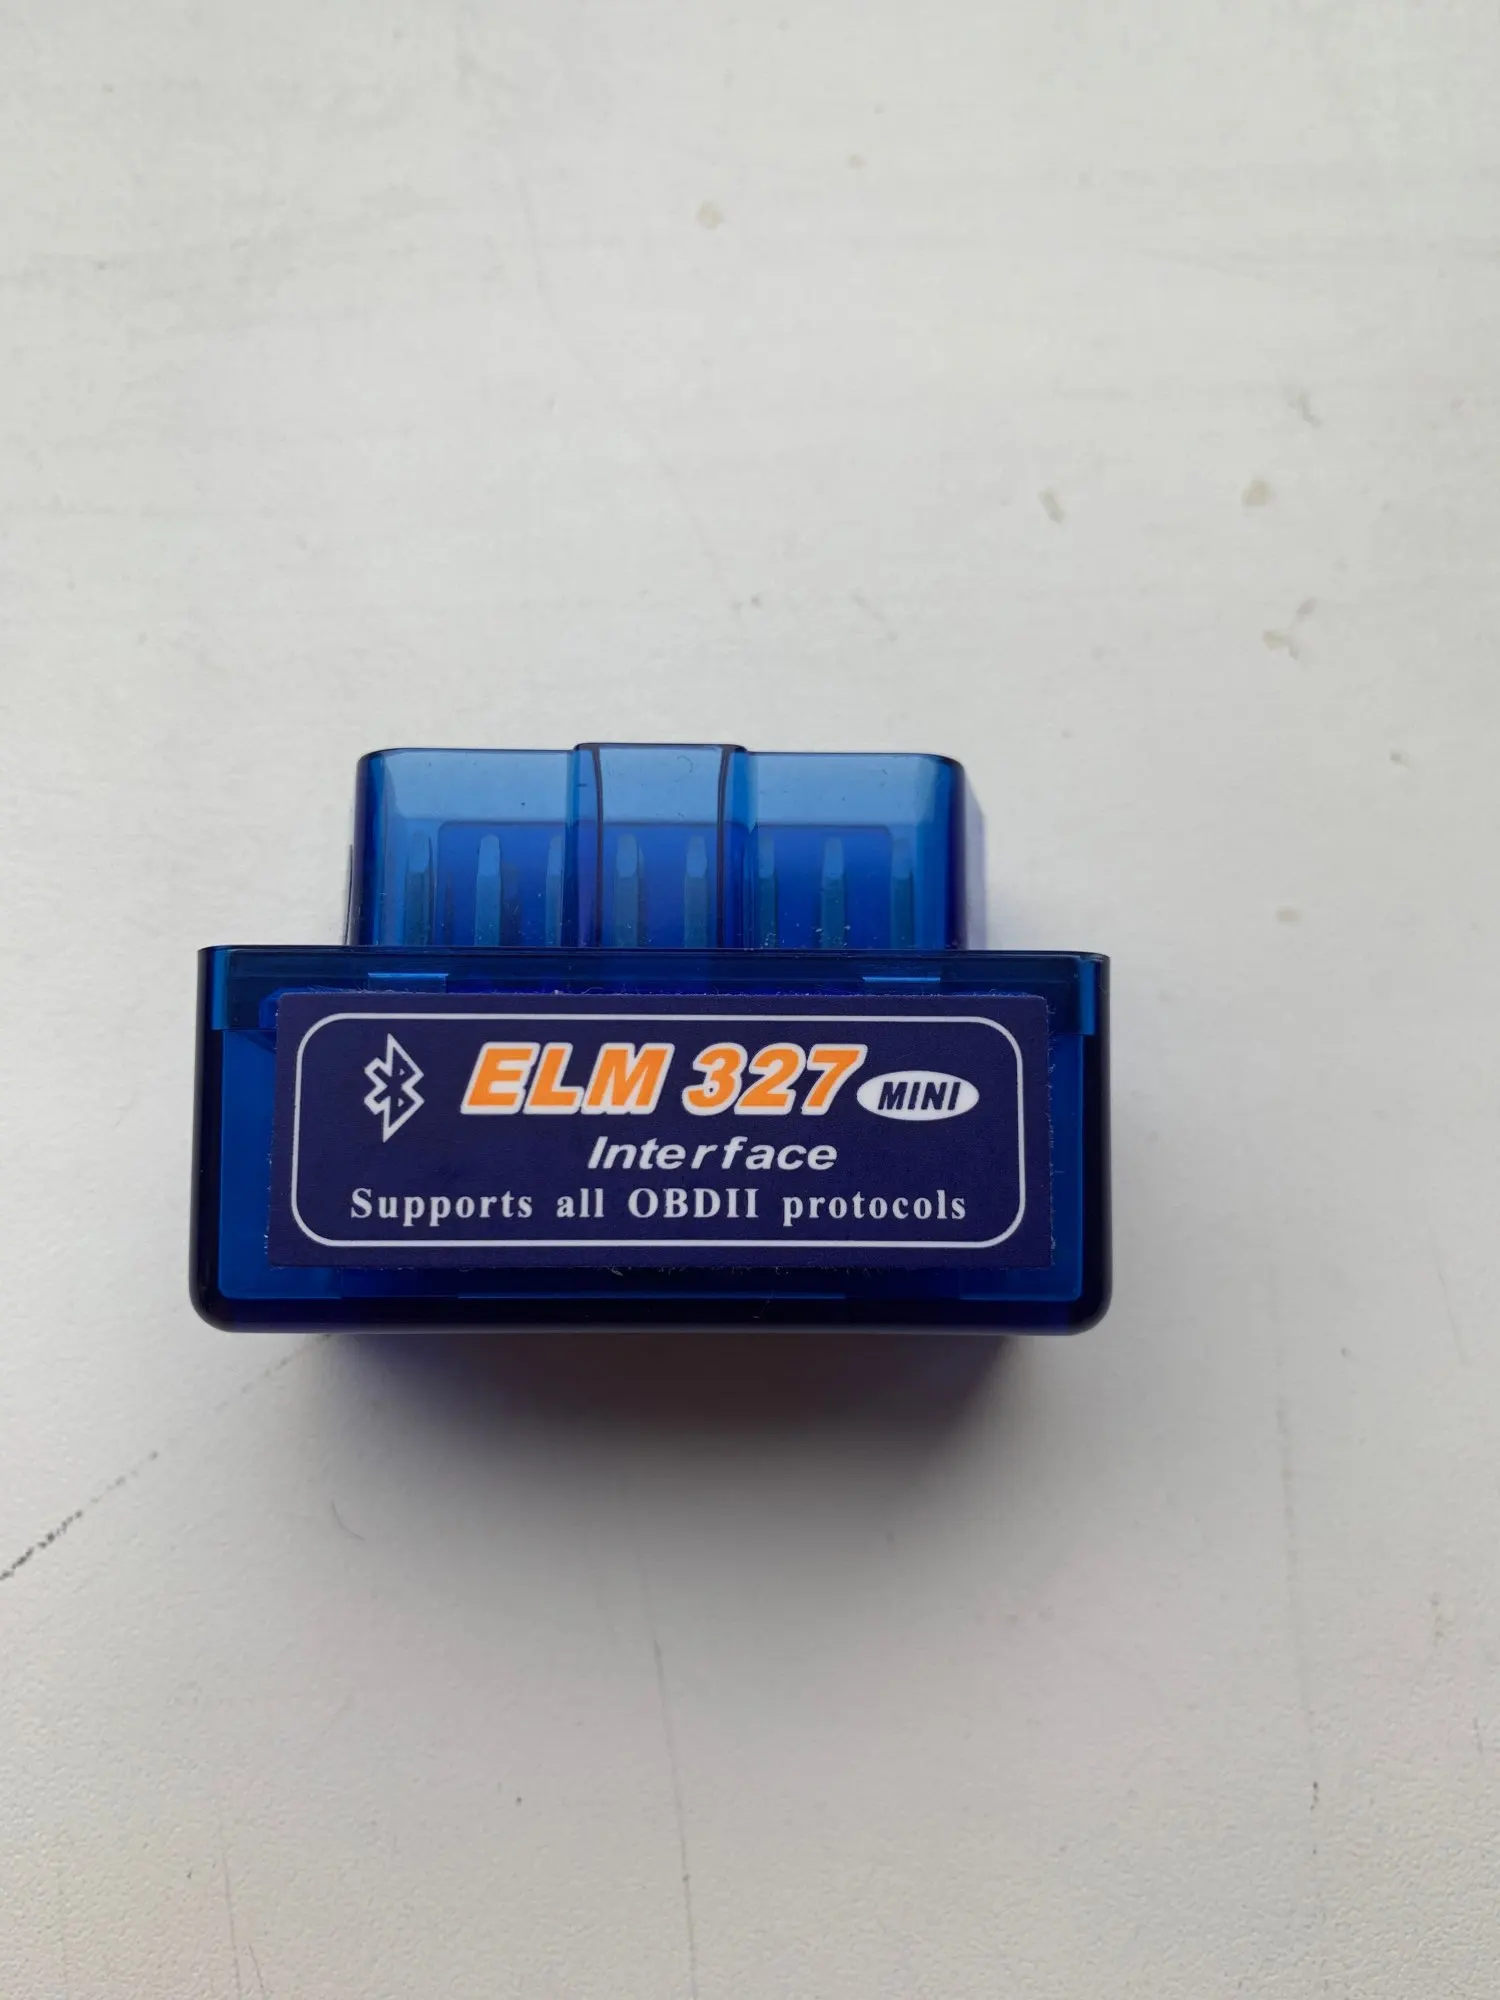 ELM 327 MINI
Interface
Supports all OBDII protocols